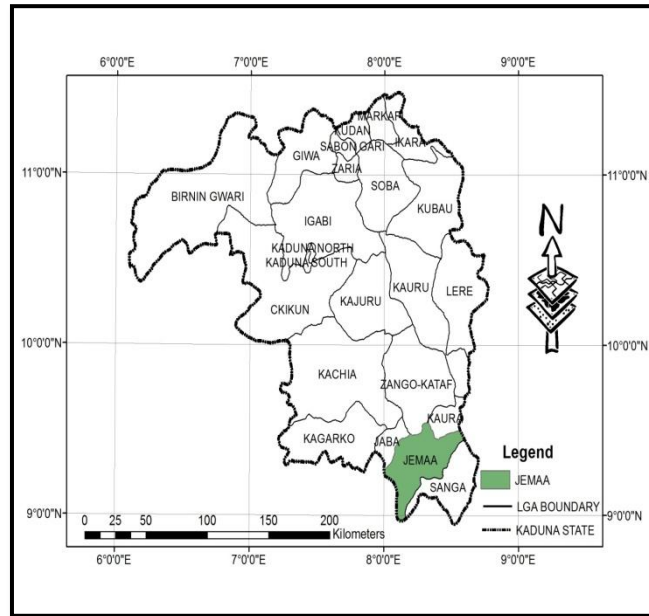 6°0'0"E 7°0'0"E 8°0'0"E 9°0'0"E
MARKAR
KUDAN
SABON GARI
IKARA
GIWA
ZARIA
11°0'0"N 11°0'0"N
BIRNIN GWARI
SOBA
KUBAU
IGABI
N
KADUNA NORTH
KADUNA SOUTH
KAURU
LERE
KAJURU
CKIKUN
10°0'0"N 10°0'0"N
KACHIA
ZANGO-KATAF
KAURA
KAGARKO
JABA
JEMAA
SANGA
Legend
JEMAA
LGA BOUNDARY
KADUNA STATE
9°0'0"N 9°0'0"N
0 25 50 100 150 200
Kilometers
6°0'0"E 7°0'0"E 8°0'0"E 9°0'0"E